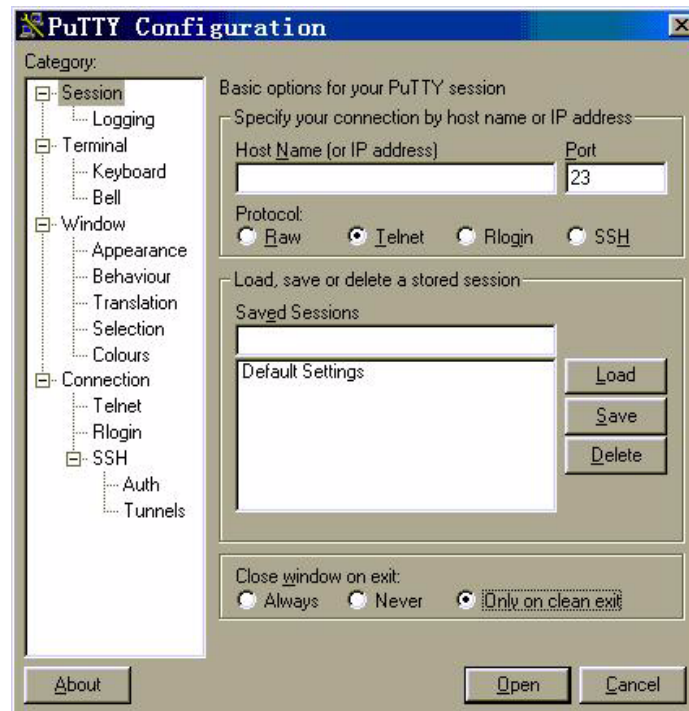 PuTTY Configuration
Category:
Session
Logging
Terminal
Keyboard
Bell
Window
Appearance
Behaviour
Translation
Selection
Colours
Connection
Telnet
Rlogin
SSH
Auth
Tunnels
Basic options for your PuTTY session
Specify your connection by host name or IP address
Host Name (or IP address) Port
23
Protocol:
Raw Telnet Rlogin SSH
Load, save or delete a stored session
Saved Sessions
Default Settings
Load
Save
Delete
Close window on exit:
Always Never Only on clean exit
About Open Cancel